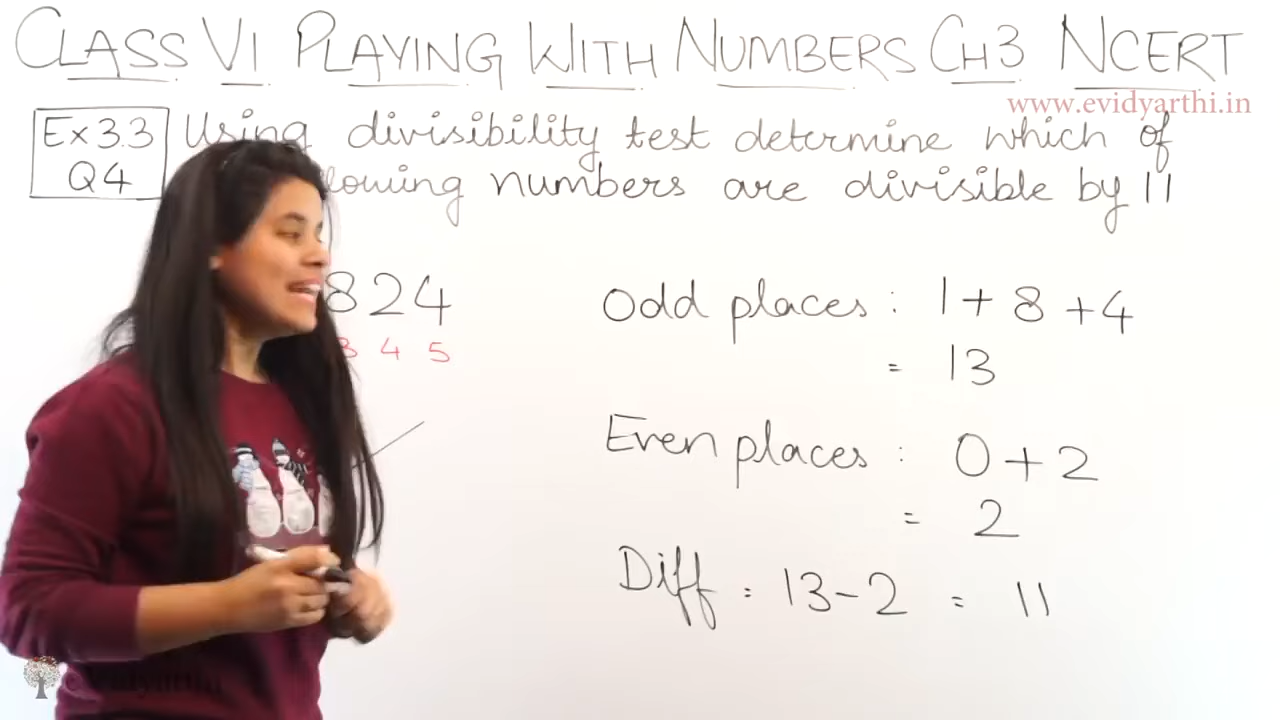 CLASS VI PLAYING WITH NUMBERS CH3 NCERT
www.evidyarthi.in
Ex 3.3 Using divisibility test determine which of
Q4 lowing numbers are divisible by 11
824 Odd places : 1 + 8 + 4
3 4 5 = 13
Even places : 0 + 2
= 2
Diff = 13 - 2 = 11